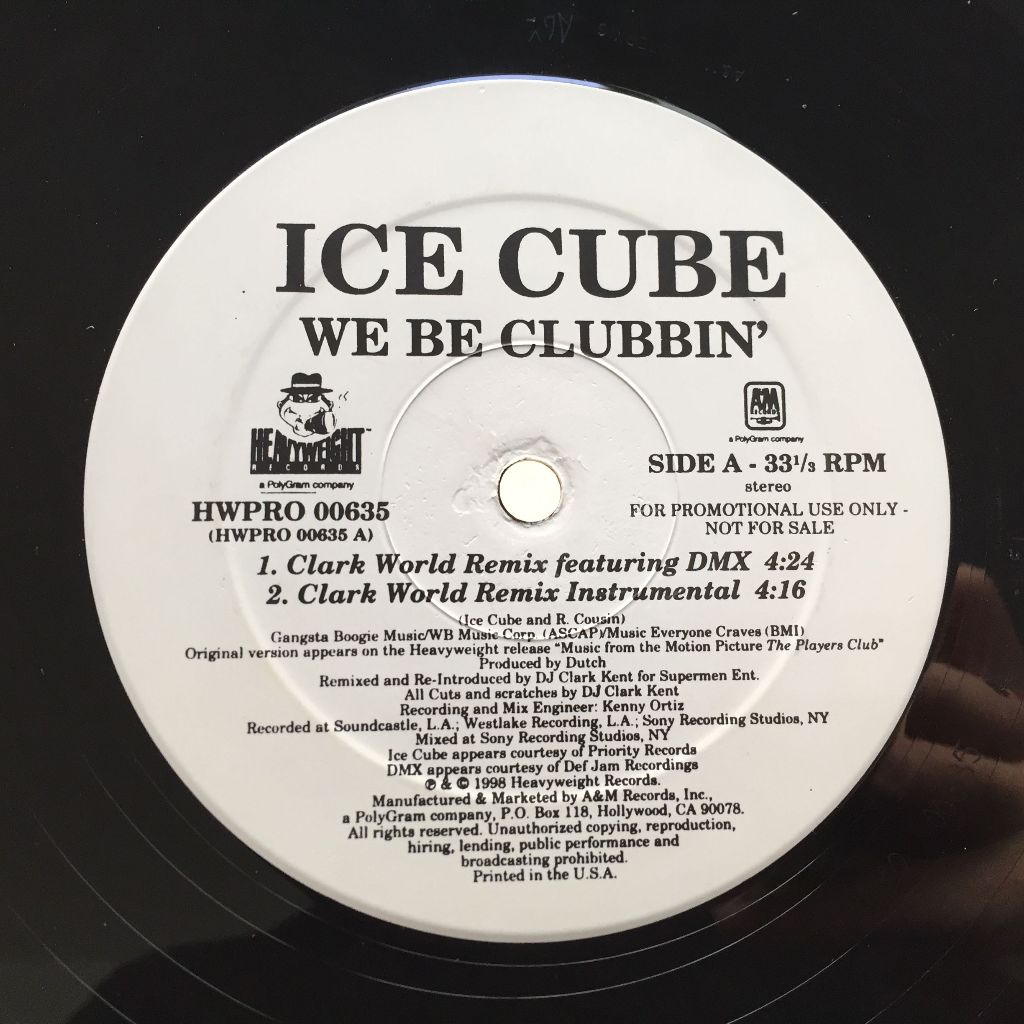 ICE CUBE
WE BE CLUBBIN'
HEAVYWEIGHT™
RECORDS
a PolyGram company
HWPRO 00635
(HWPRO 00635 A)
A&M
RECORDS
a PolyGram company
SIDE A - 33 1/3 RPM
stereo
FOR PROMOTIONAL USE ONLY -
NOT FOR SALE
1. Clark World Remix featuring DMX 4:24
2. Clark World Remix Instrumental 4:16
(Ice Cube and R. Cousin)
Gangsta Boogie Music/WB Music Corp. (ASCAP)/Music Everyone Craves (BMI)
Original version appears on the Heavyweight release "Music from the Motion Picture The Players Club"
Produced by Dutch
Remixed and Re-Introduced by DJ Clark Kent for Supermen Ent.
All Cuts and scratches by DJ Clark Kent
Recording and Mix Engineer: Kenny Ortiz
Recorded at Soundcastle, L.A.; Westlake Recording, L.A.; Sony Recording Studios, NY
Mixed at Sony Recording Studios, NY
Ice Cube appears courtesy of Priority Records
DMX appears courtesy of Def Jam Recordings
℗ & © 1998 Heavyweight Records.
Manufactured & Marketed by A&M Records, Inc.,
a PolyGram company, P.O. Box 118, Hollywood, CA 90078.
All rights reserved. Unauthorized copying, reproduction,
hiring, lending, public performance and
broadcasting prohibited.
Printed in the U.S.A.